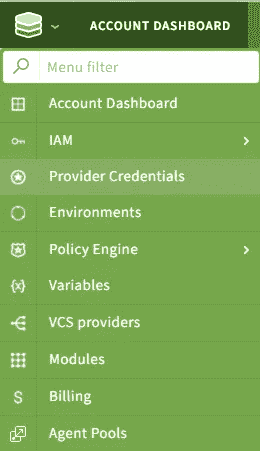 ACCOUNT DASHBOARD
Menu filter
Account Dashboard
IAM
Provider Credentials
Environments
Policy Engine
{x} Variables
VCS providers
Modules
$ Billing
Agent Pools